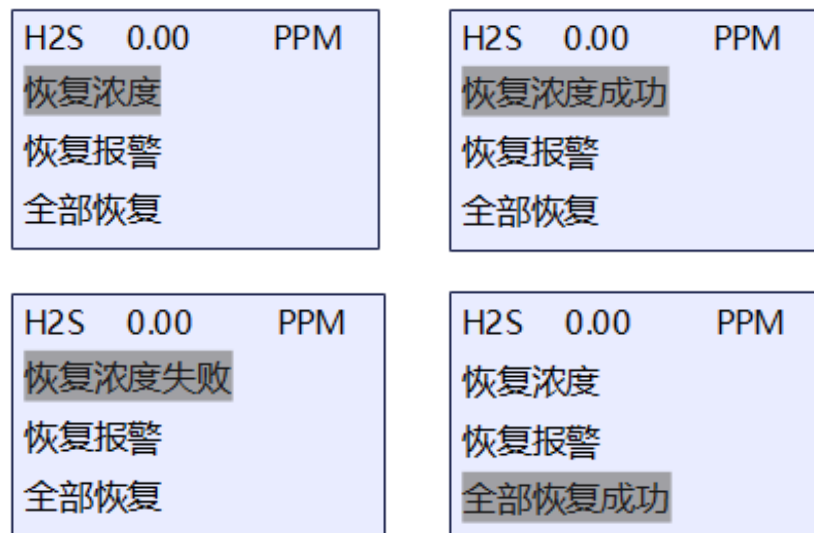 H2S 0.00 PPM
恢复浓度
恢复报警
全部恢复
H2S 0.00 PPM
恢复浓度成功
恢复报警
全部恢复
H2S 0.00 PPM
恢复浓度失败
恢复报警
全部恢复
H2S 0.00 PPM
恢复浓度
恢复报警
全部恢复成功